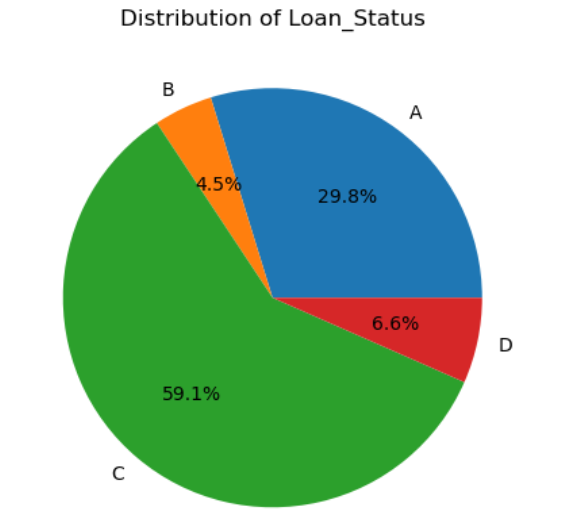 Distribution of Loan_Status
B
A
4.5%
29.8%
6.6%
D
59.1%
C